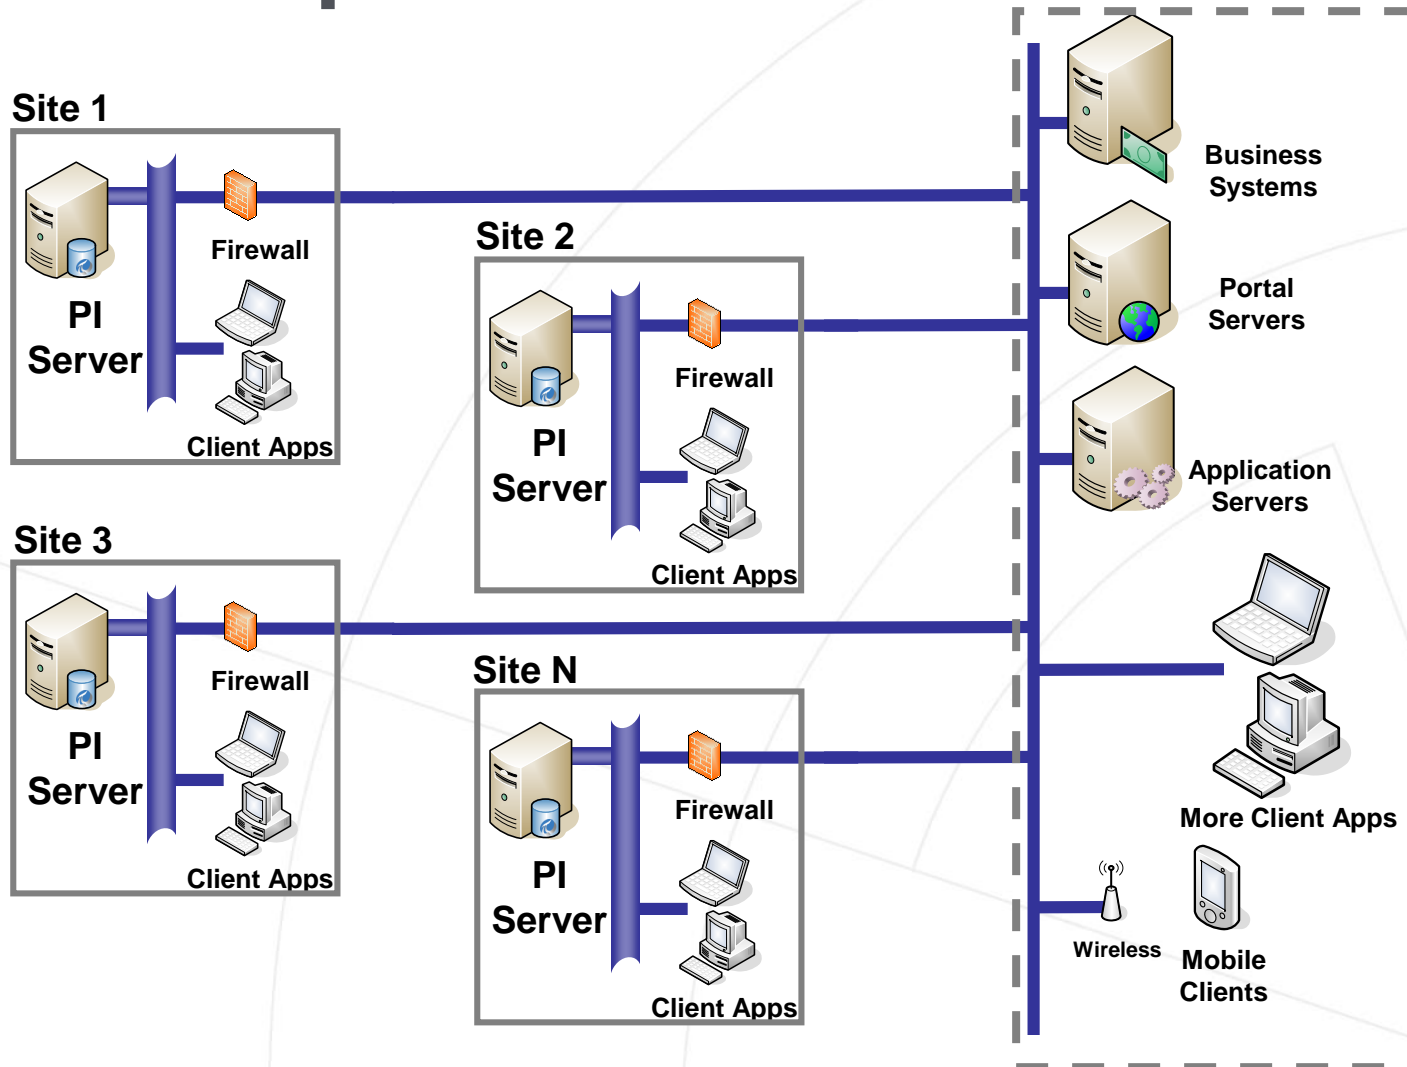 Site 1
Firewall
PI
Server
Client Apps
Site 2
Firewall
PI
Server
Client Apps
Site 3
Firewall
PI
Server
Client Apps
Site N
Firewall
PI
Server
Client Apps
Business
Systems
Portal
Servers
Application
Servers
More Client Apps
Wireless
Mobile
Clients